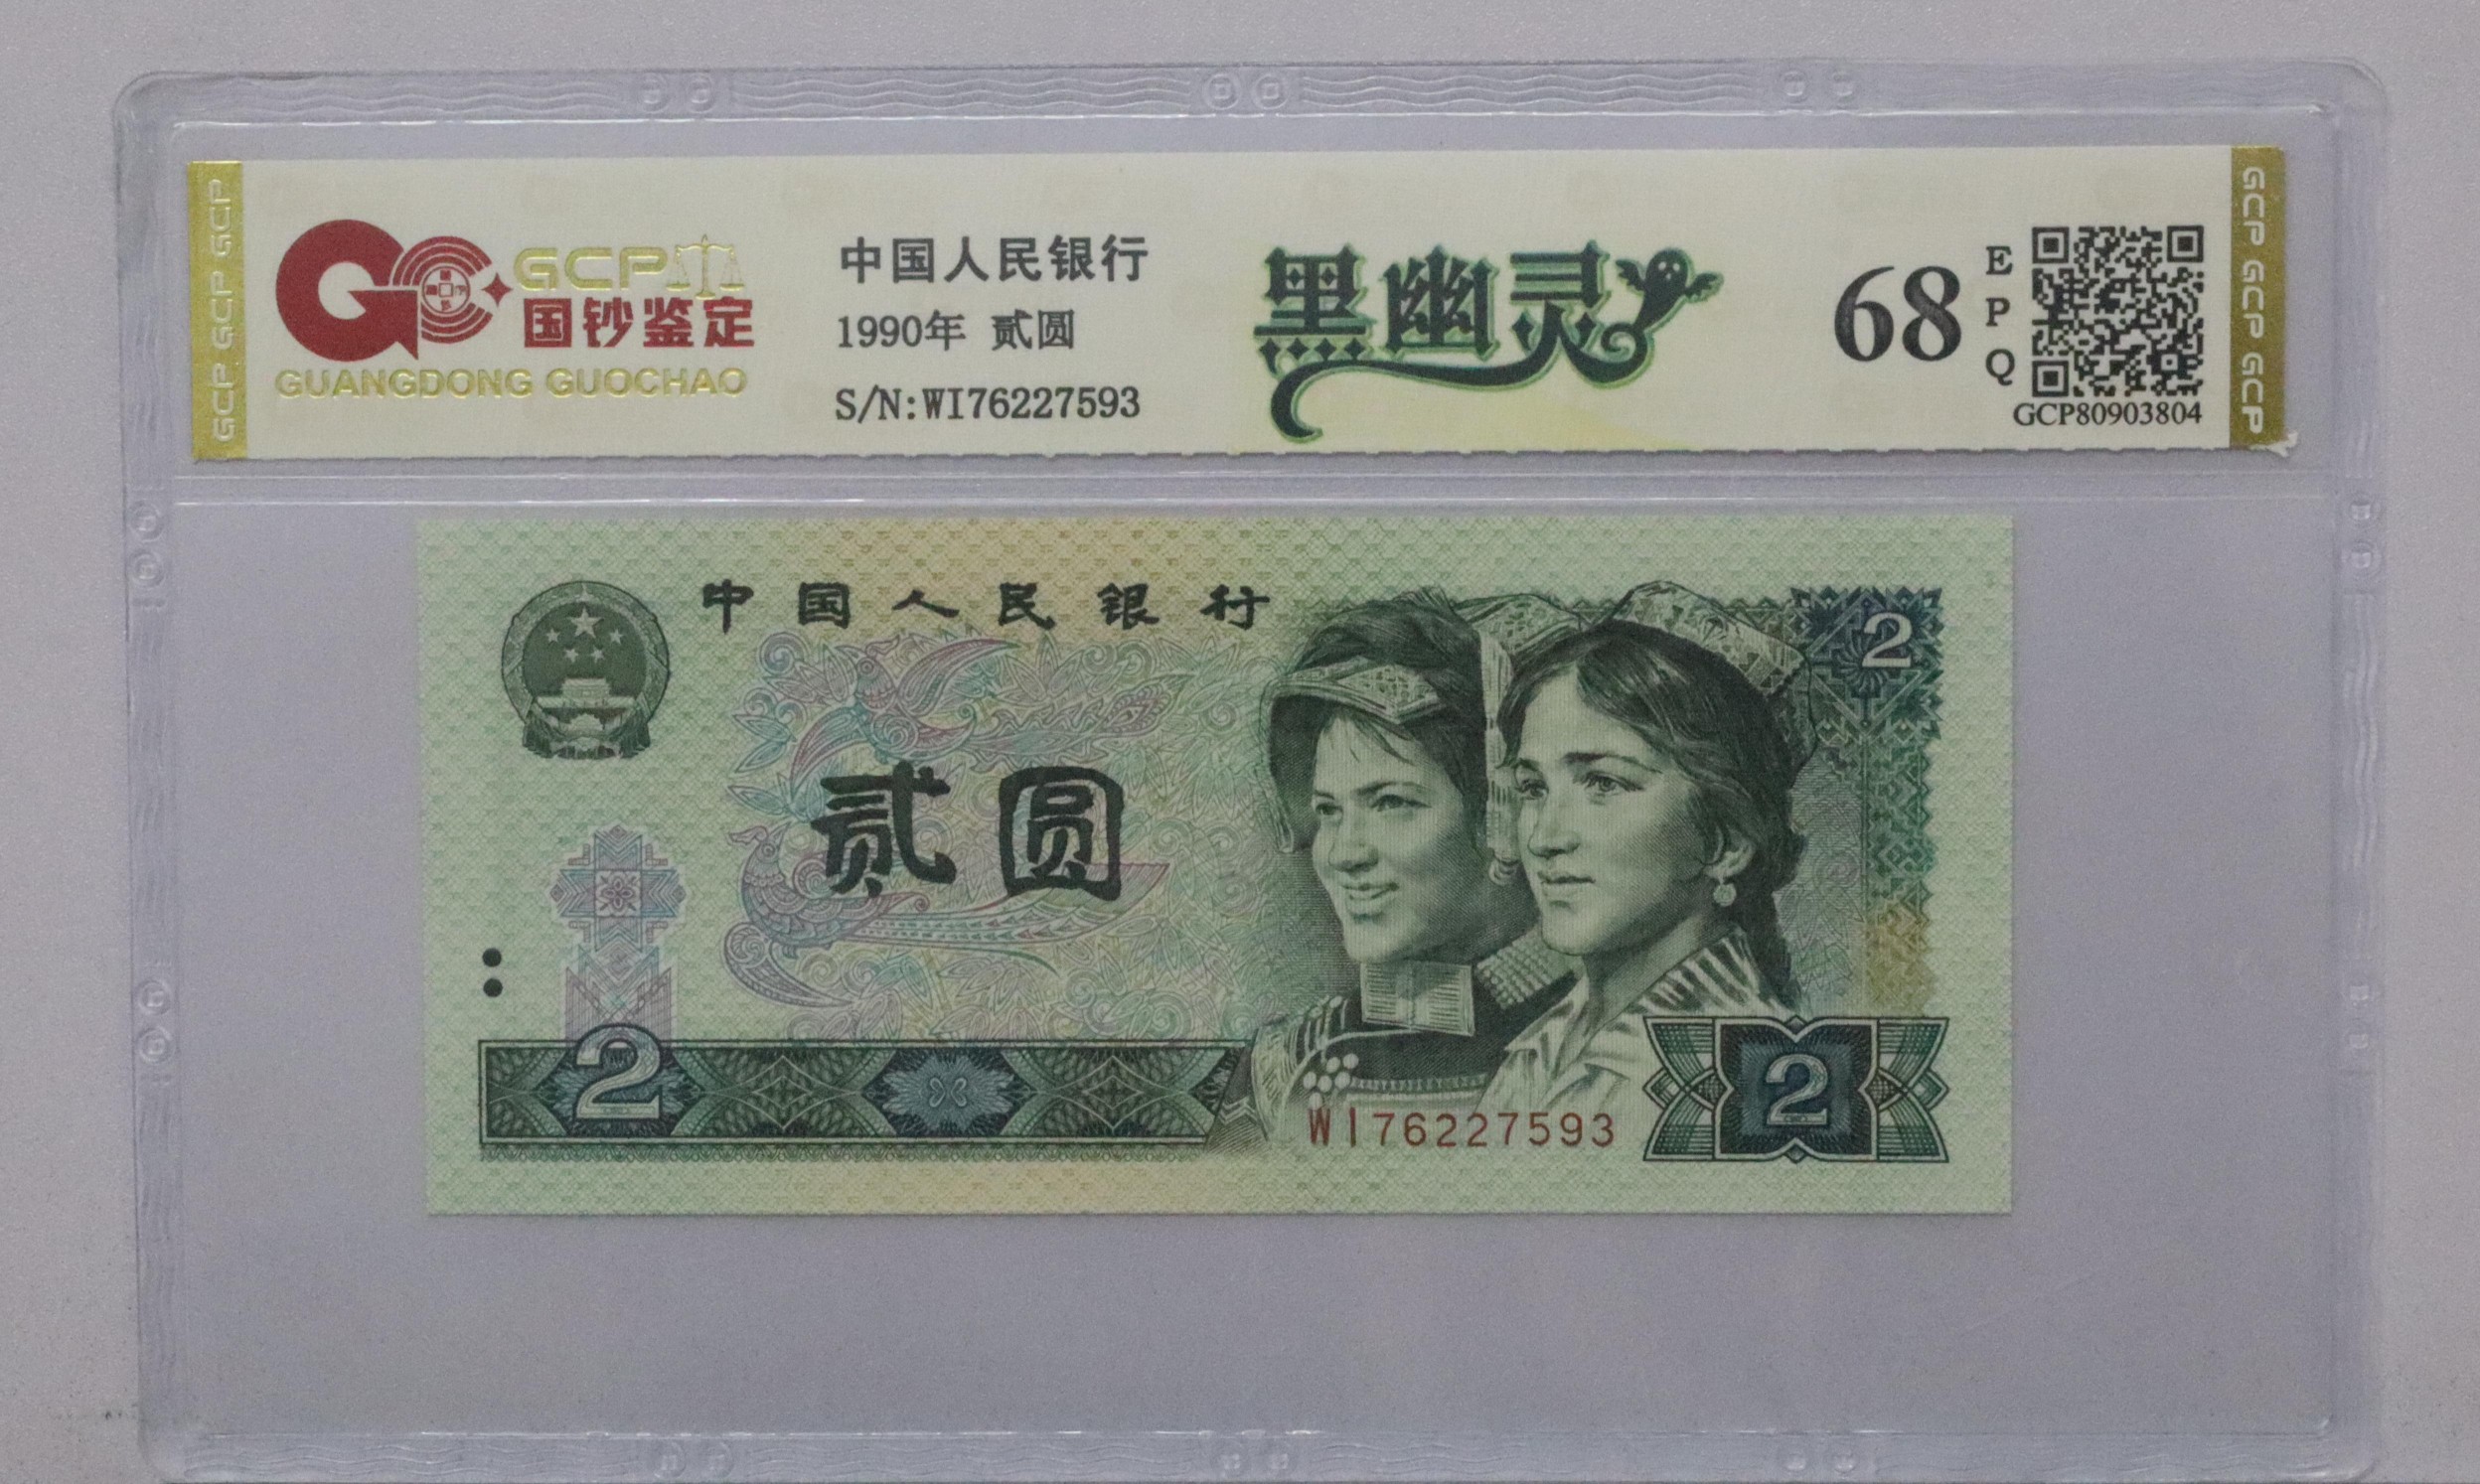 GCP GCP GCP
GCP
国钞鉴定
GUANGDONG GUOCHAO
中国人民银行
1990年 贰圆
S/N:WI76227593
黑幽灵
68
EPQ
GCP80903804
GCP GCP GCP
中国人民银行
2
贰圆
2
WI76227593
2